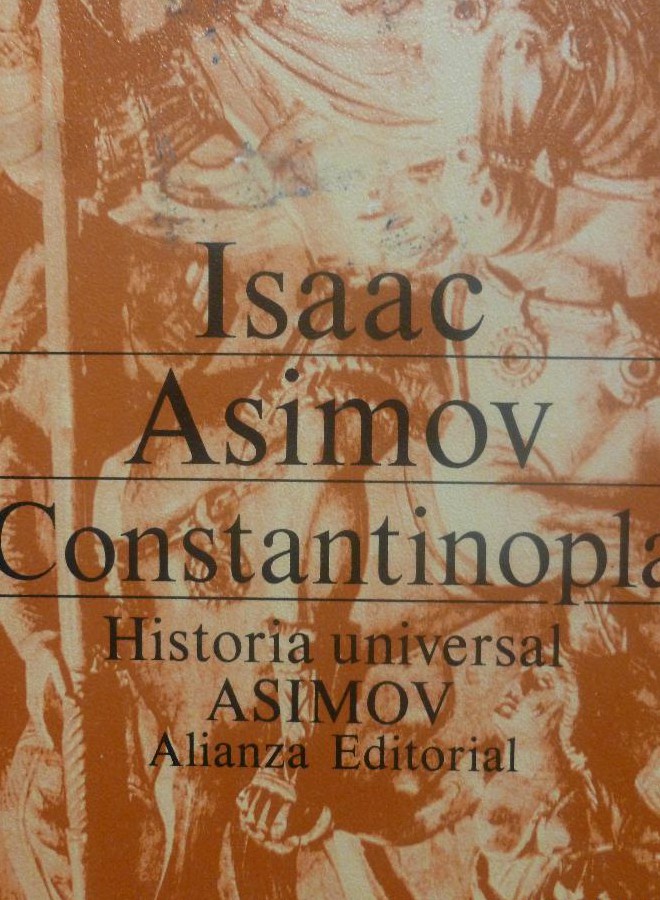 Isaac
Asimov
Constantinopla
Historia universal
ASIMOV
Alianza Editorial